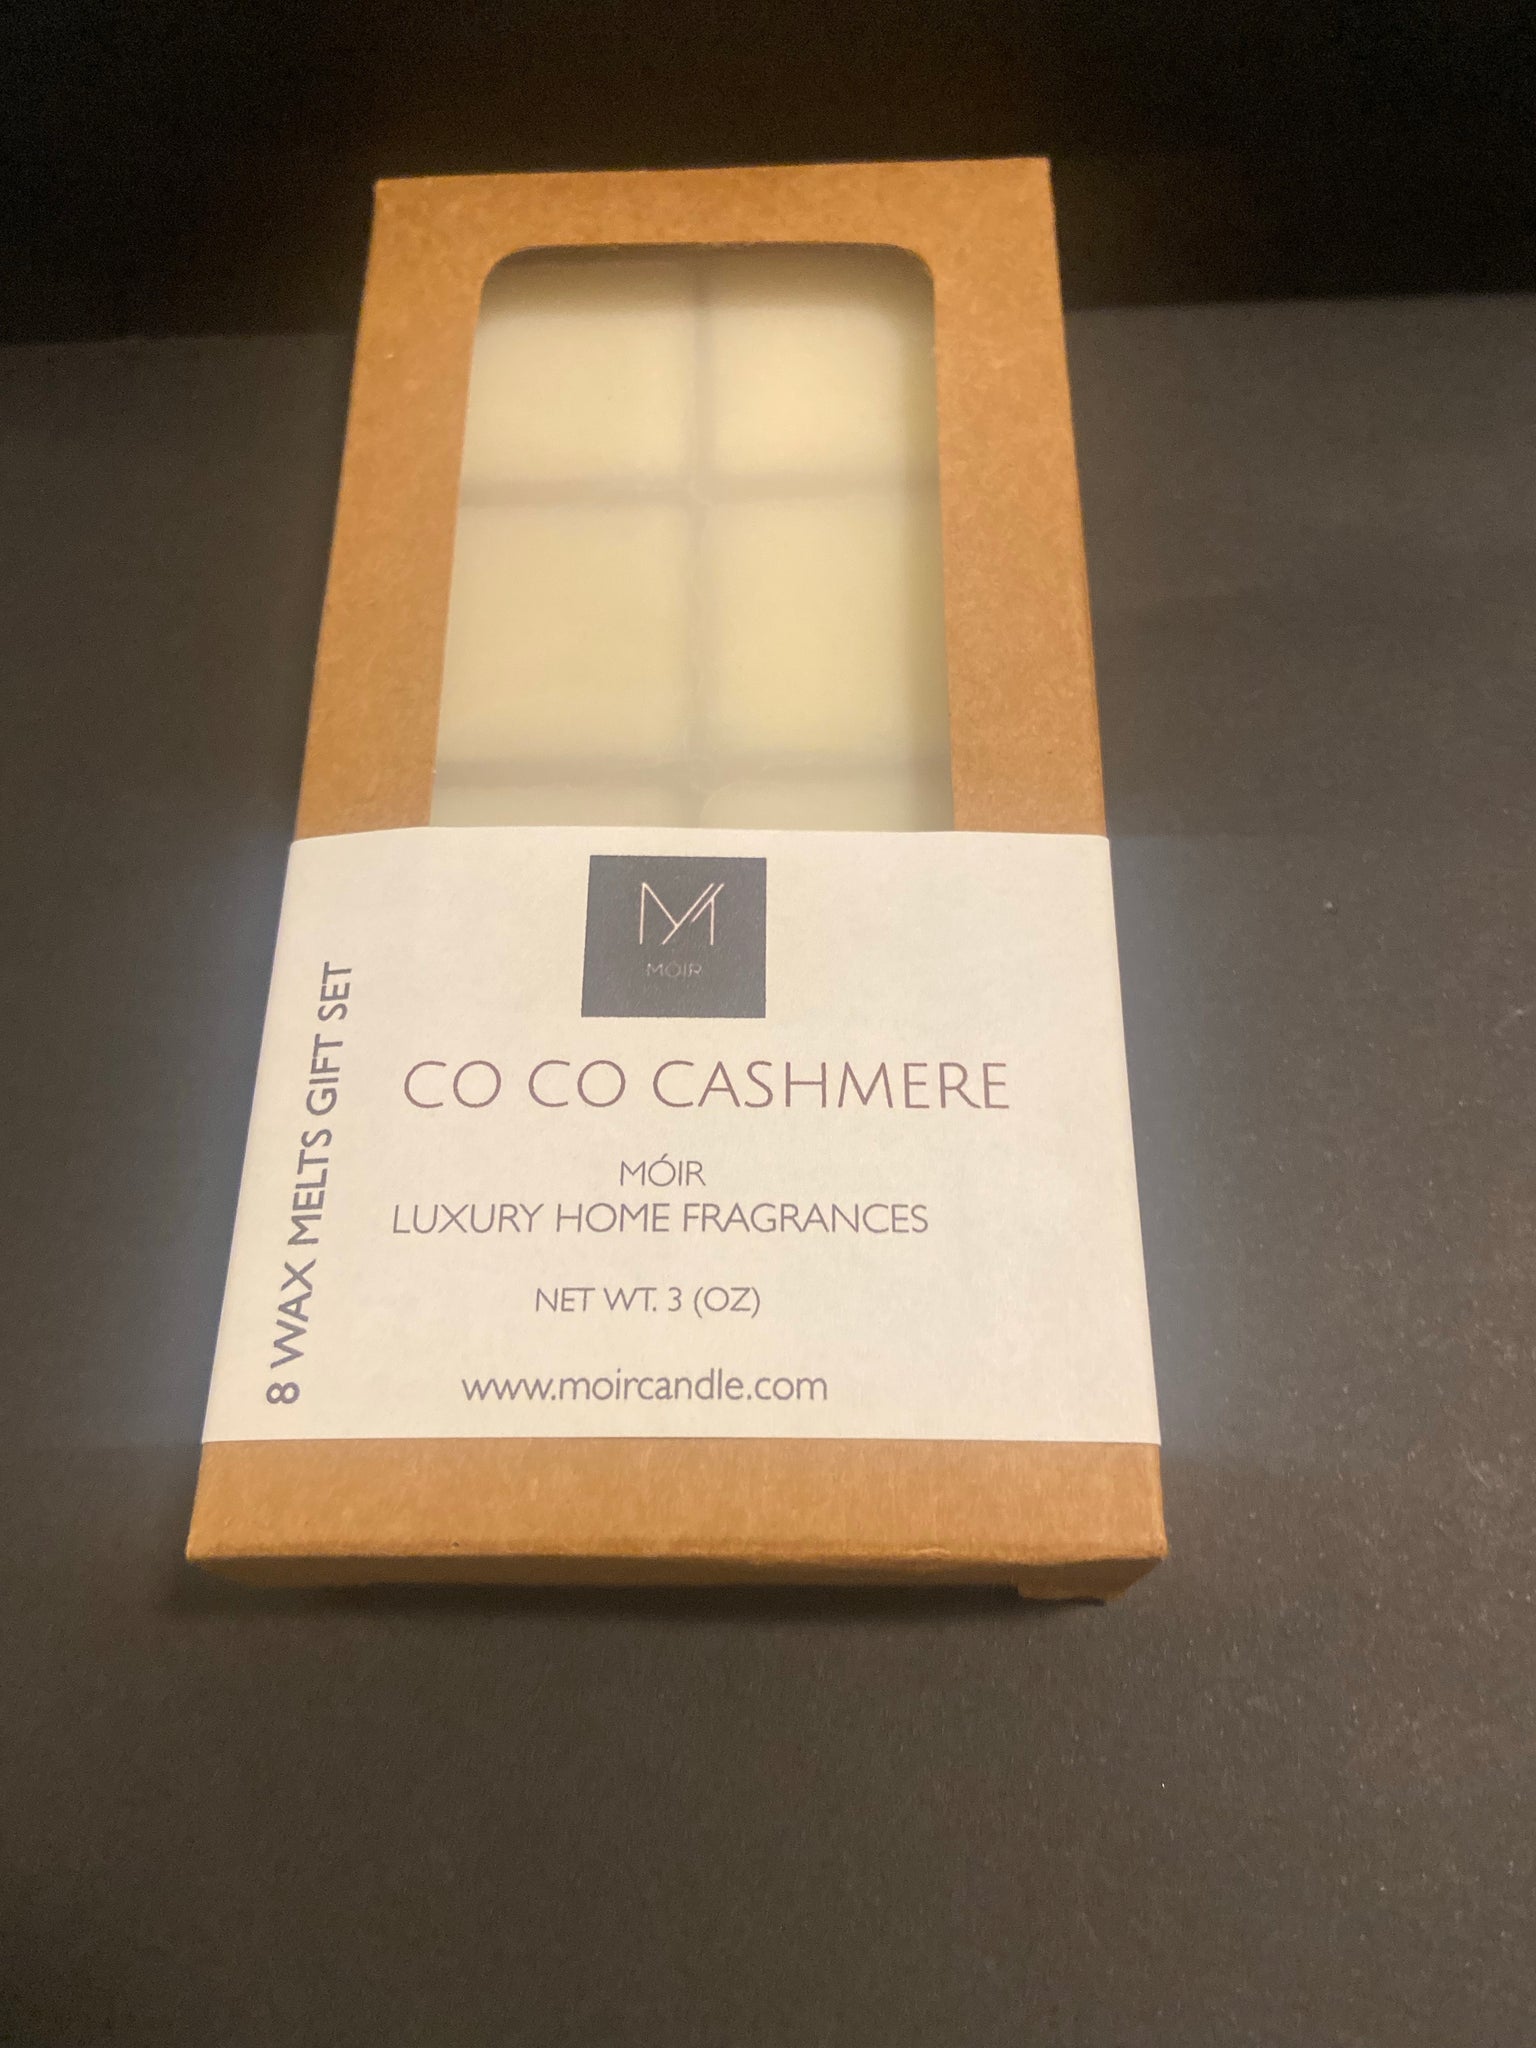 MÓIR
CO CO CASHMERE
MÓIR
LUXURY HOME FRAGRANCES
NET WT. 3 (OZ)
www.moircandle.com
8 WAX MELTS GIFT SET